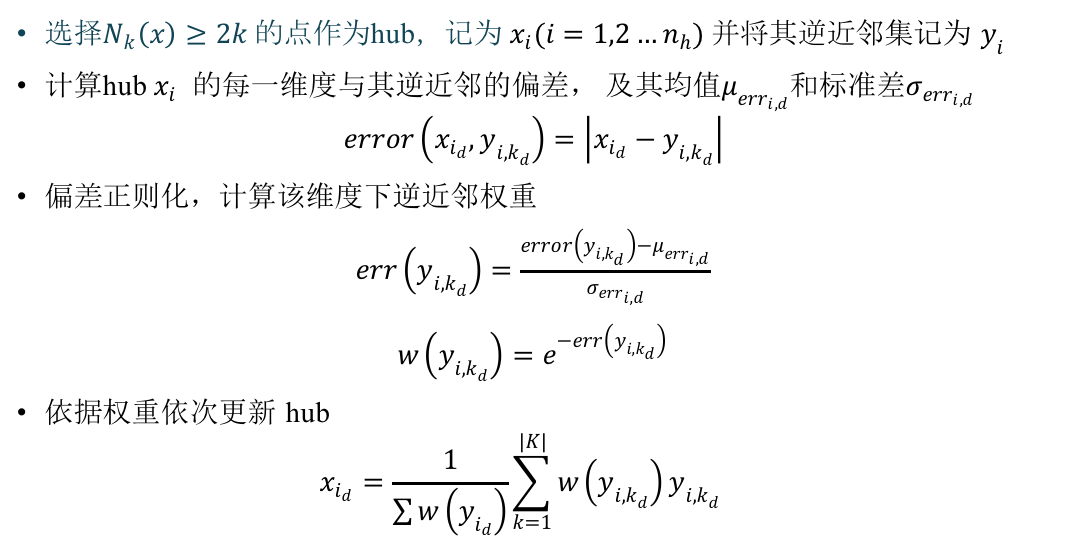 • 选择N_k(x) ≥ 2k 的点作为hub，记为 x_i(i = 1,2 … n_h) 并将其逆近邻集记为 y_i
• 计算hub x_i 的每一维度与其逆近邻的偏差， 及其均值μ_{err_{i,d}}和标准差σ_{err_{i,d}}
error(x_{i_d}, y_{i,k_d}) = |x_{i_d} − y_{i,k_d}|
• 偏差正则化，计算该维度下逆近邻权重
err(y_{i,k_d}) = \frac{error(y_{i,k_d})−μ_{err_{i,d}}}{σ_{err_{i,d}}}
w(y_{i,k_d}) = e^{−err(y_{i,k_d})}
• 依据权重依次更新 hub
x_{i_d} = \frac{1}{∑ w(y_{i_d})} ∑_{k=1}^{|K|} w(y_{i,k_d}) y_{i,k_d}